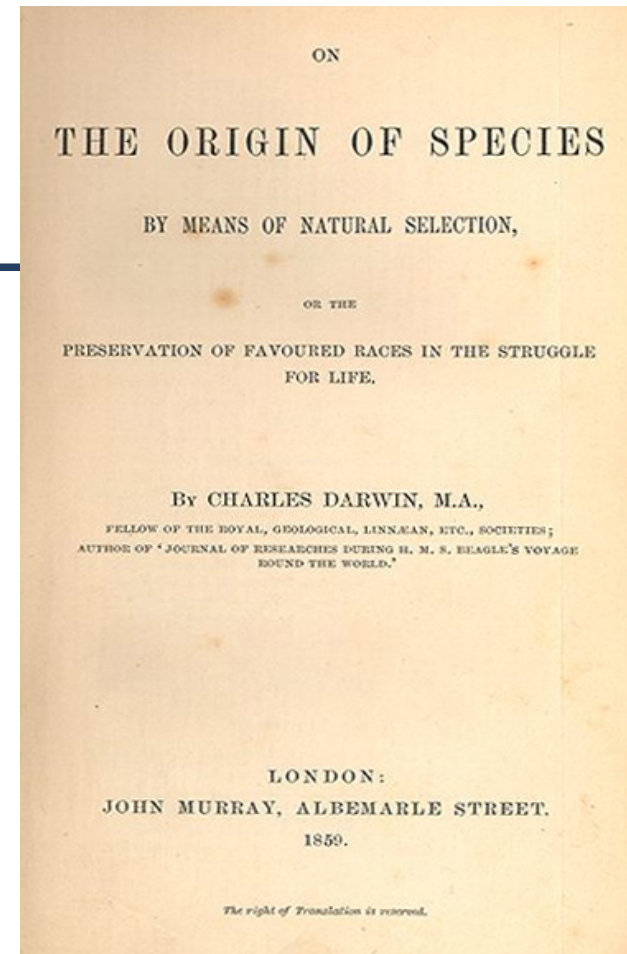 ON
THE ORIGIN OF SPECIES
BY MEANS OF NATURAL SELECTION,
OR THE
PRESERVATION OF FAVOURED RACES IN THE STRUGGLE
FOR LIFE.
BY CHARLES DARWIN, M.A.,
FELLOW OF THE ROYAL, GEOLOGICAL, LINNÆAN, ETC., SOCIETIES;
AUTHOR OF ‘JOURNAL OF RESEARCHES DURING H. M. S. BEAGLE’S VOYAGE
ROUND THE WORLD.’
LONDON:
JOHN MURRAY, ALBEMARLE STREET.
1859.
The right of Translation is reserved.